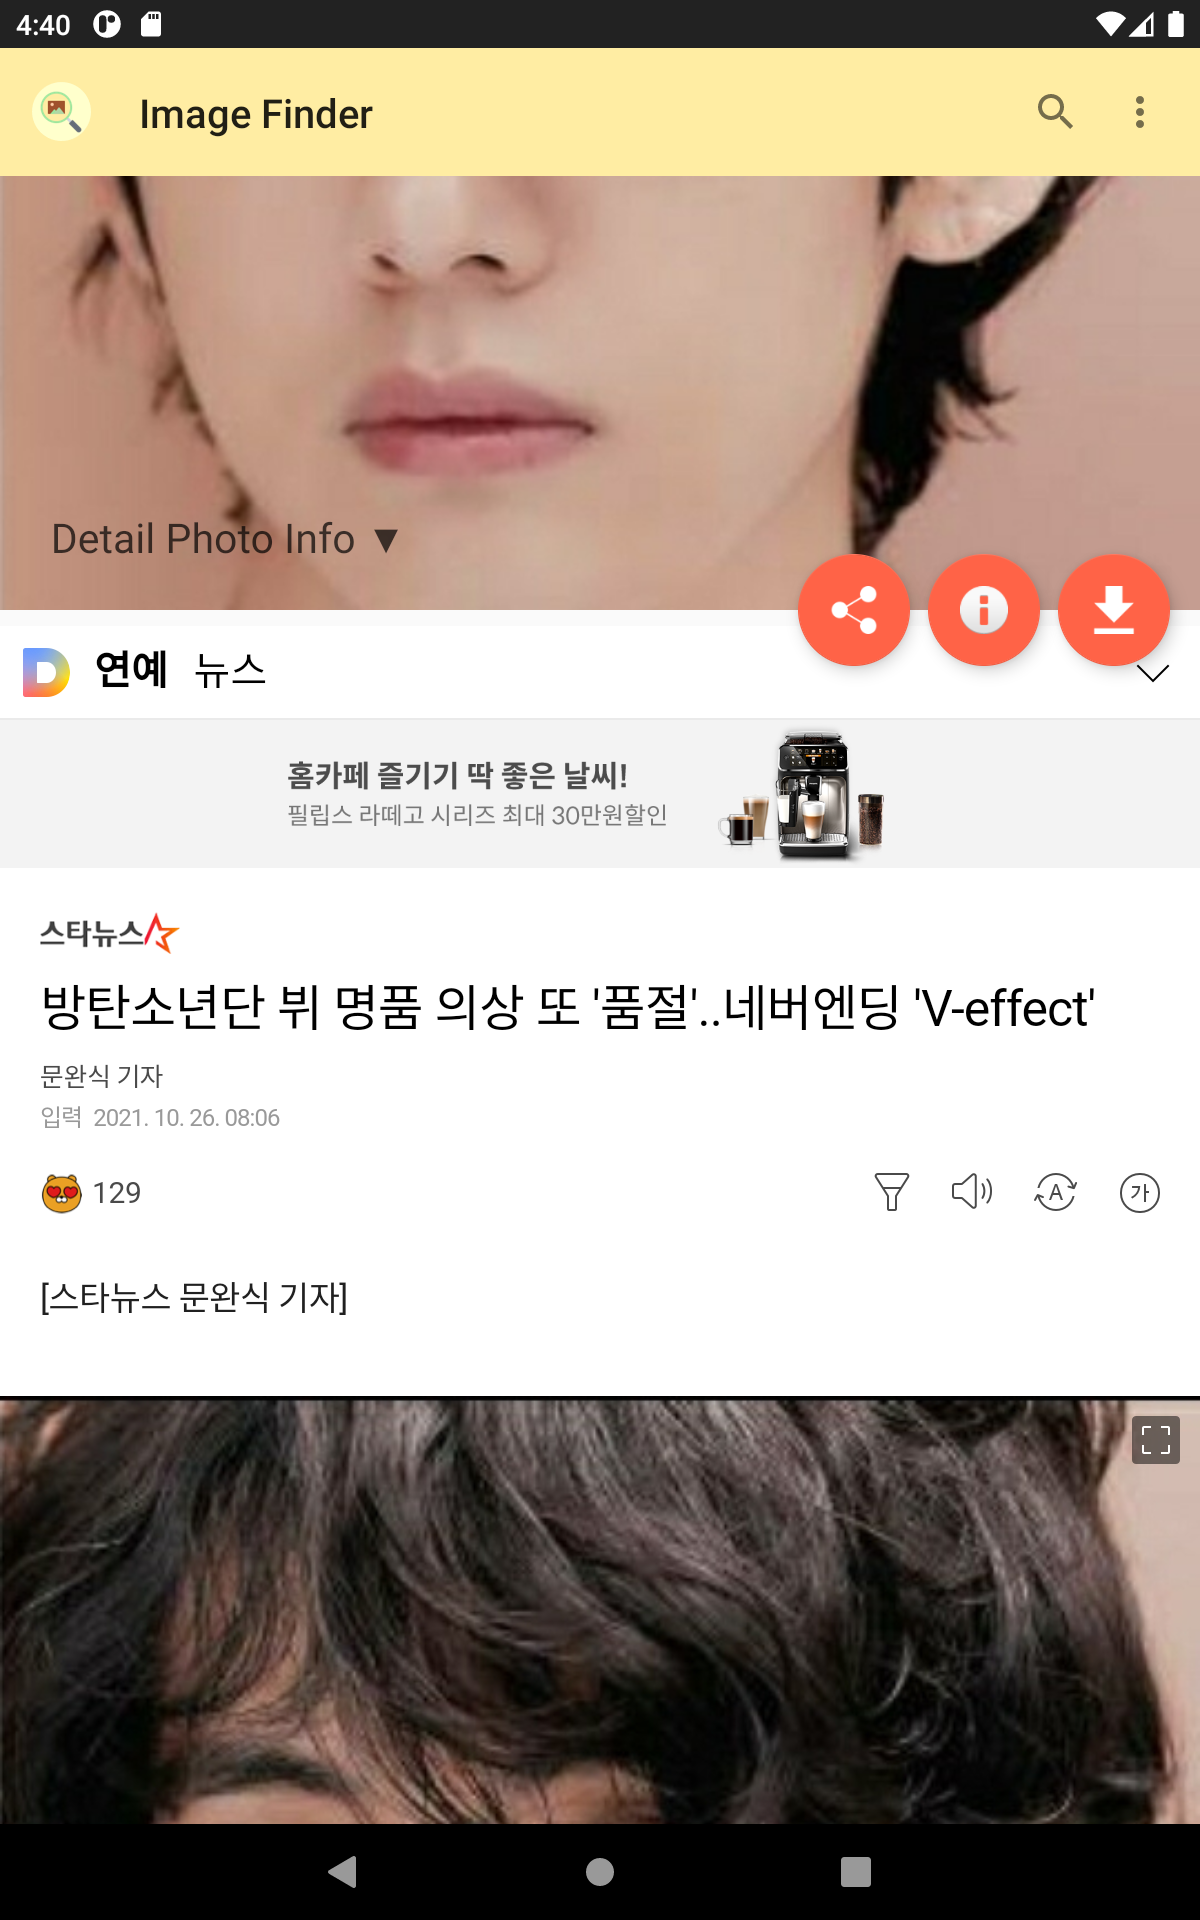 4:40
Image Finder
Detail Photo Info ▼
연예 뉴스
홈카페 즐기기 딱 좋은 날씨!
필립스 라떼고 시리즈 최대 30만원할인
스타뉴스
방탄소년단 뷔 명품 의상 또 '품절'..네버엔딩 'V-effect'
문완식 기자
입력 2021. 10. 26. 08:06
129
A
가
[스타뉴스 문완식 기자]